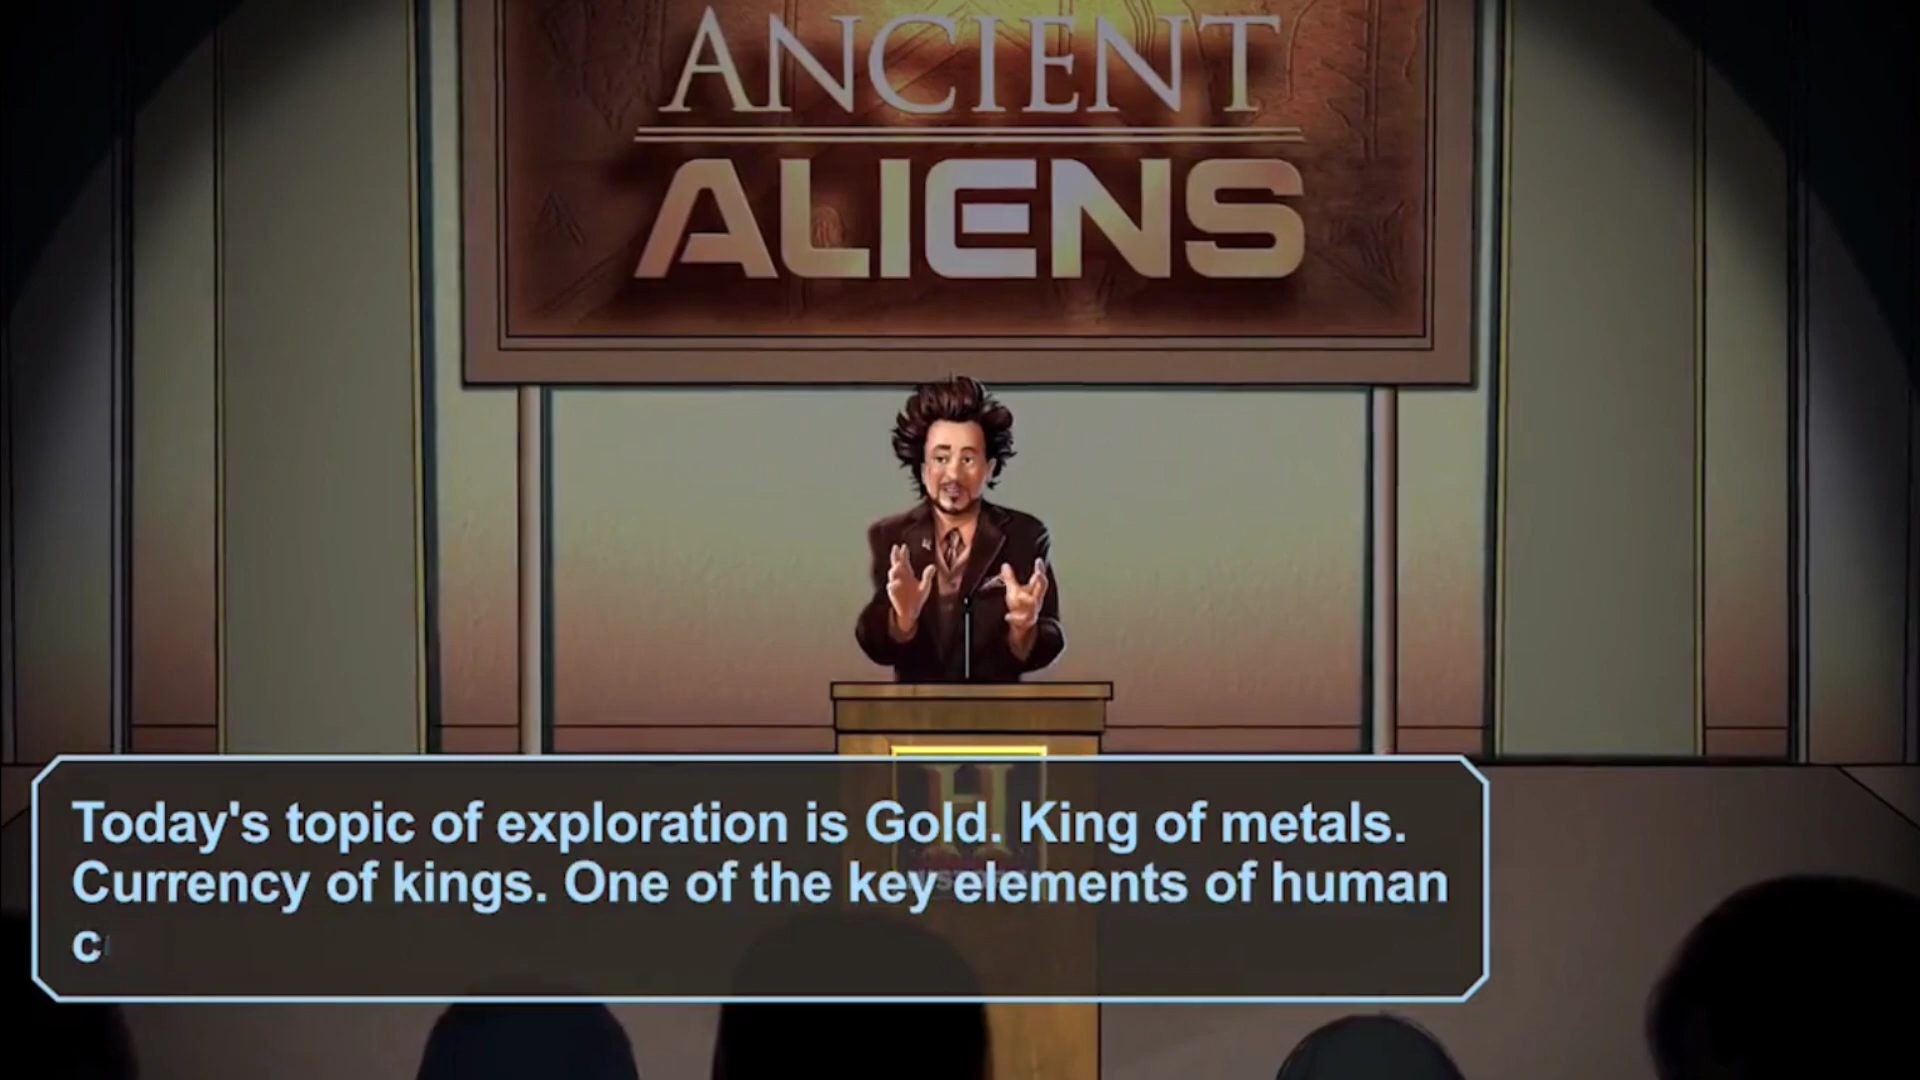 ANCIENT
ALIENS
H
Today's topic of exploration is Gold. King of metals.
Currency of kings. One of the key elements of human
c